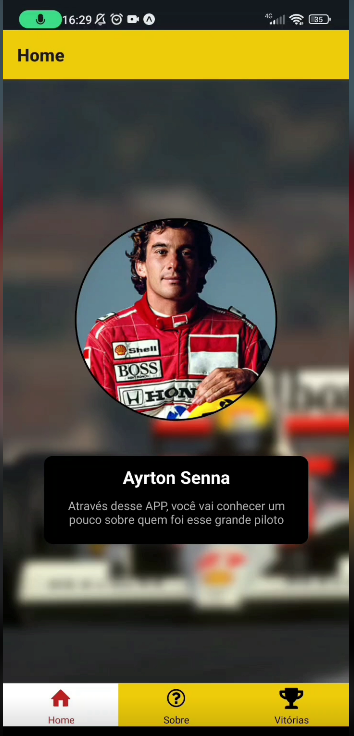 16:29
4G
35
Home
Shell
BOSS
HON
Ayrton Senna
Através desse APP, você vai conhecer um
pouco sobre quem foi esse grande piloto
Home
Sobre
Vitórias